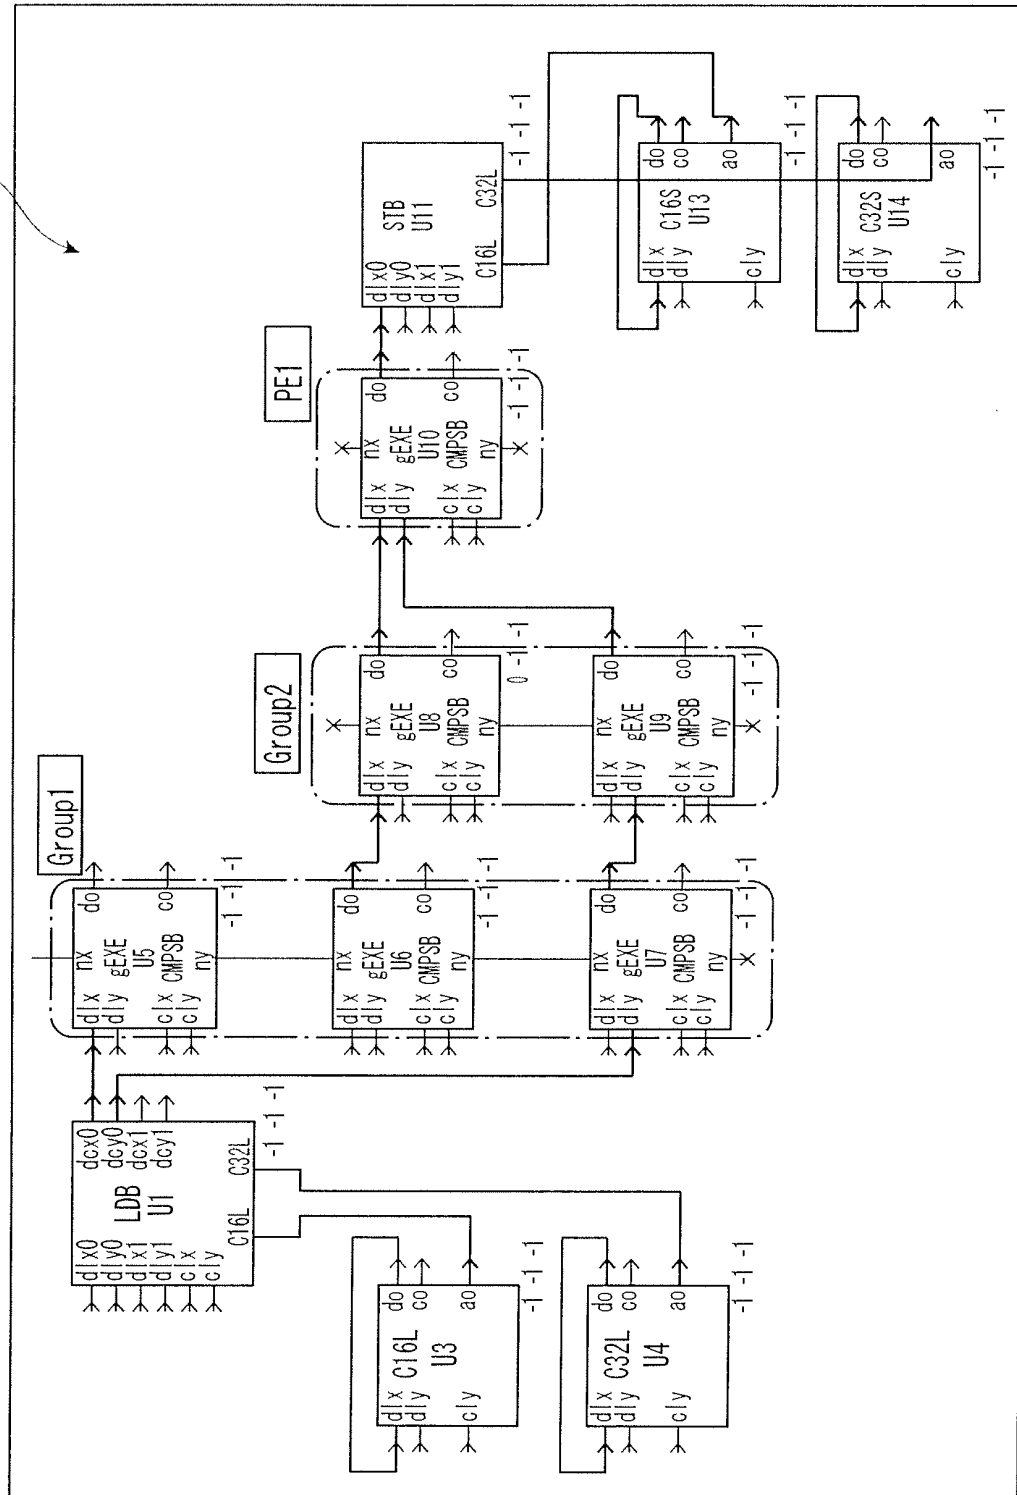 Group1
Group2
PE1
dlx0
dly0
dlx1
dly1
clx
cly
LDB
U1
dcx0
dcy0
dcx1
dcy1
C16L
C32L
-1 -1 -1
dlx
dly
cly
C16L
U3
do
co
ao
-1 -1 -1
dlx
dly
cly
C32L
U4
do
co
ao
-1 -1 -1
dlx
dly
clx
cly
nx
gEXE
U5
CMPSB
ny
do
co
-1 -1 -1
dlx
dly
clx
cly
nx
gEXE
U6
CMPSB
ny
do
co
-1 -1 -1
dlx
dly
clx
cly
nx
gEXE
U7
CMPSB
ny
do
co
-1 -1 -1
dlx
dly
clx
cly
nx
gEXE
U8
CMPSB
ny
do
co
0 -1 -1
dlx
dly
clx
cly
nx
gEXE
U9
CMPSB
ny
do
co
-1 -1 -1
dlx
dly
clx
cly
nx
gEXE
U10
CMPSB
ny
do
co
-1 -1 -1
dlx0
dly0
dlx1
dly1
STB
U11
C16L
C32L
-1 -1 -1
dlx
dly
cly
C16S
U13
do
co
ao
-1 -1 -1
dlx
dly
cly
C32S
U14
do
co
ao
-1 -1 -1